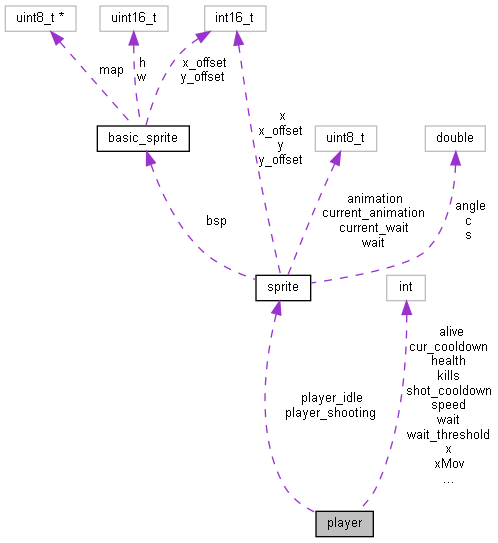 uint8_t *
uint16_t
int16_t
map
h
w
x_offset
y_offset
basic_sprite
x
x_offset
y
y_offset
uint8_t
double
bsp
animation
current_animation
current_wait
wait
angle
c
s
sprite
int
player_idle
player_shooting
alive
cur_cooldown
health
kills
shot_cooldown
speed
wait
wait_threshold
x
xMov
...
player